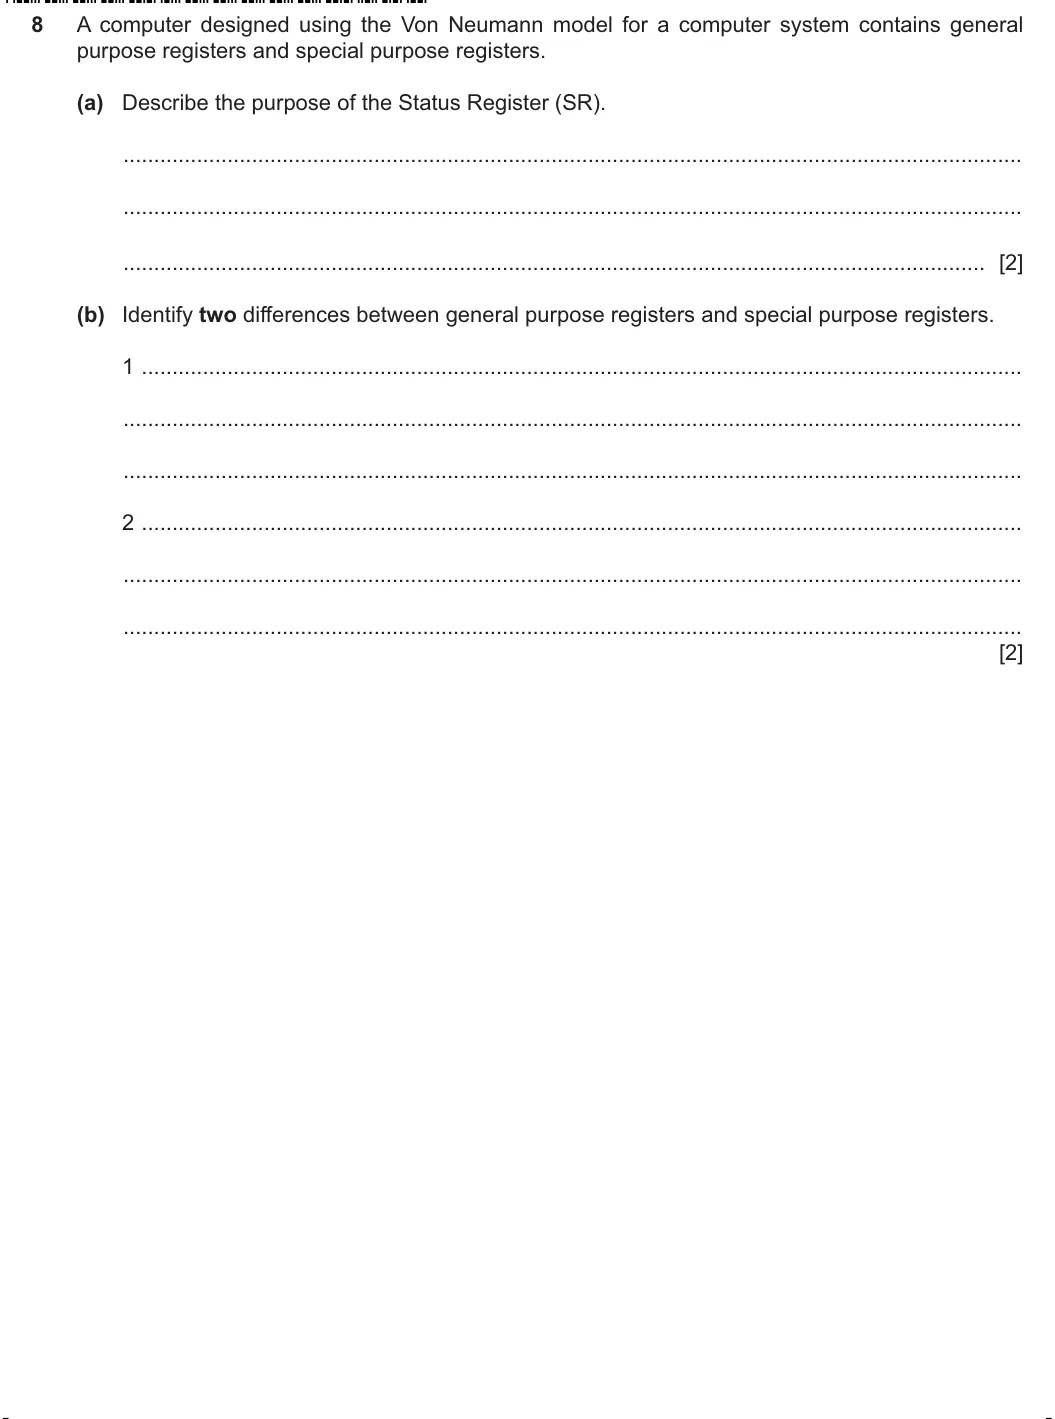 8 A computer designed using the Von Neumann model for a computer system contains general
purpose registers and special purpose registers.
(a) Describe the purpose of the Status Register (SR).
...................................................................................................................................................
...................................................................................................................................................
............................................................................................................................................. [2]
(b) Identify two differences between general purpose registers and special purpose registers.
1 ................................................................................................................................................
...................................................................................................................................................
...................................................................................................................................................
2 ................................................................................................................................................
...................................................................................................................................................
...................................................................................................................................................
[2]